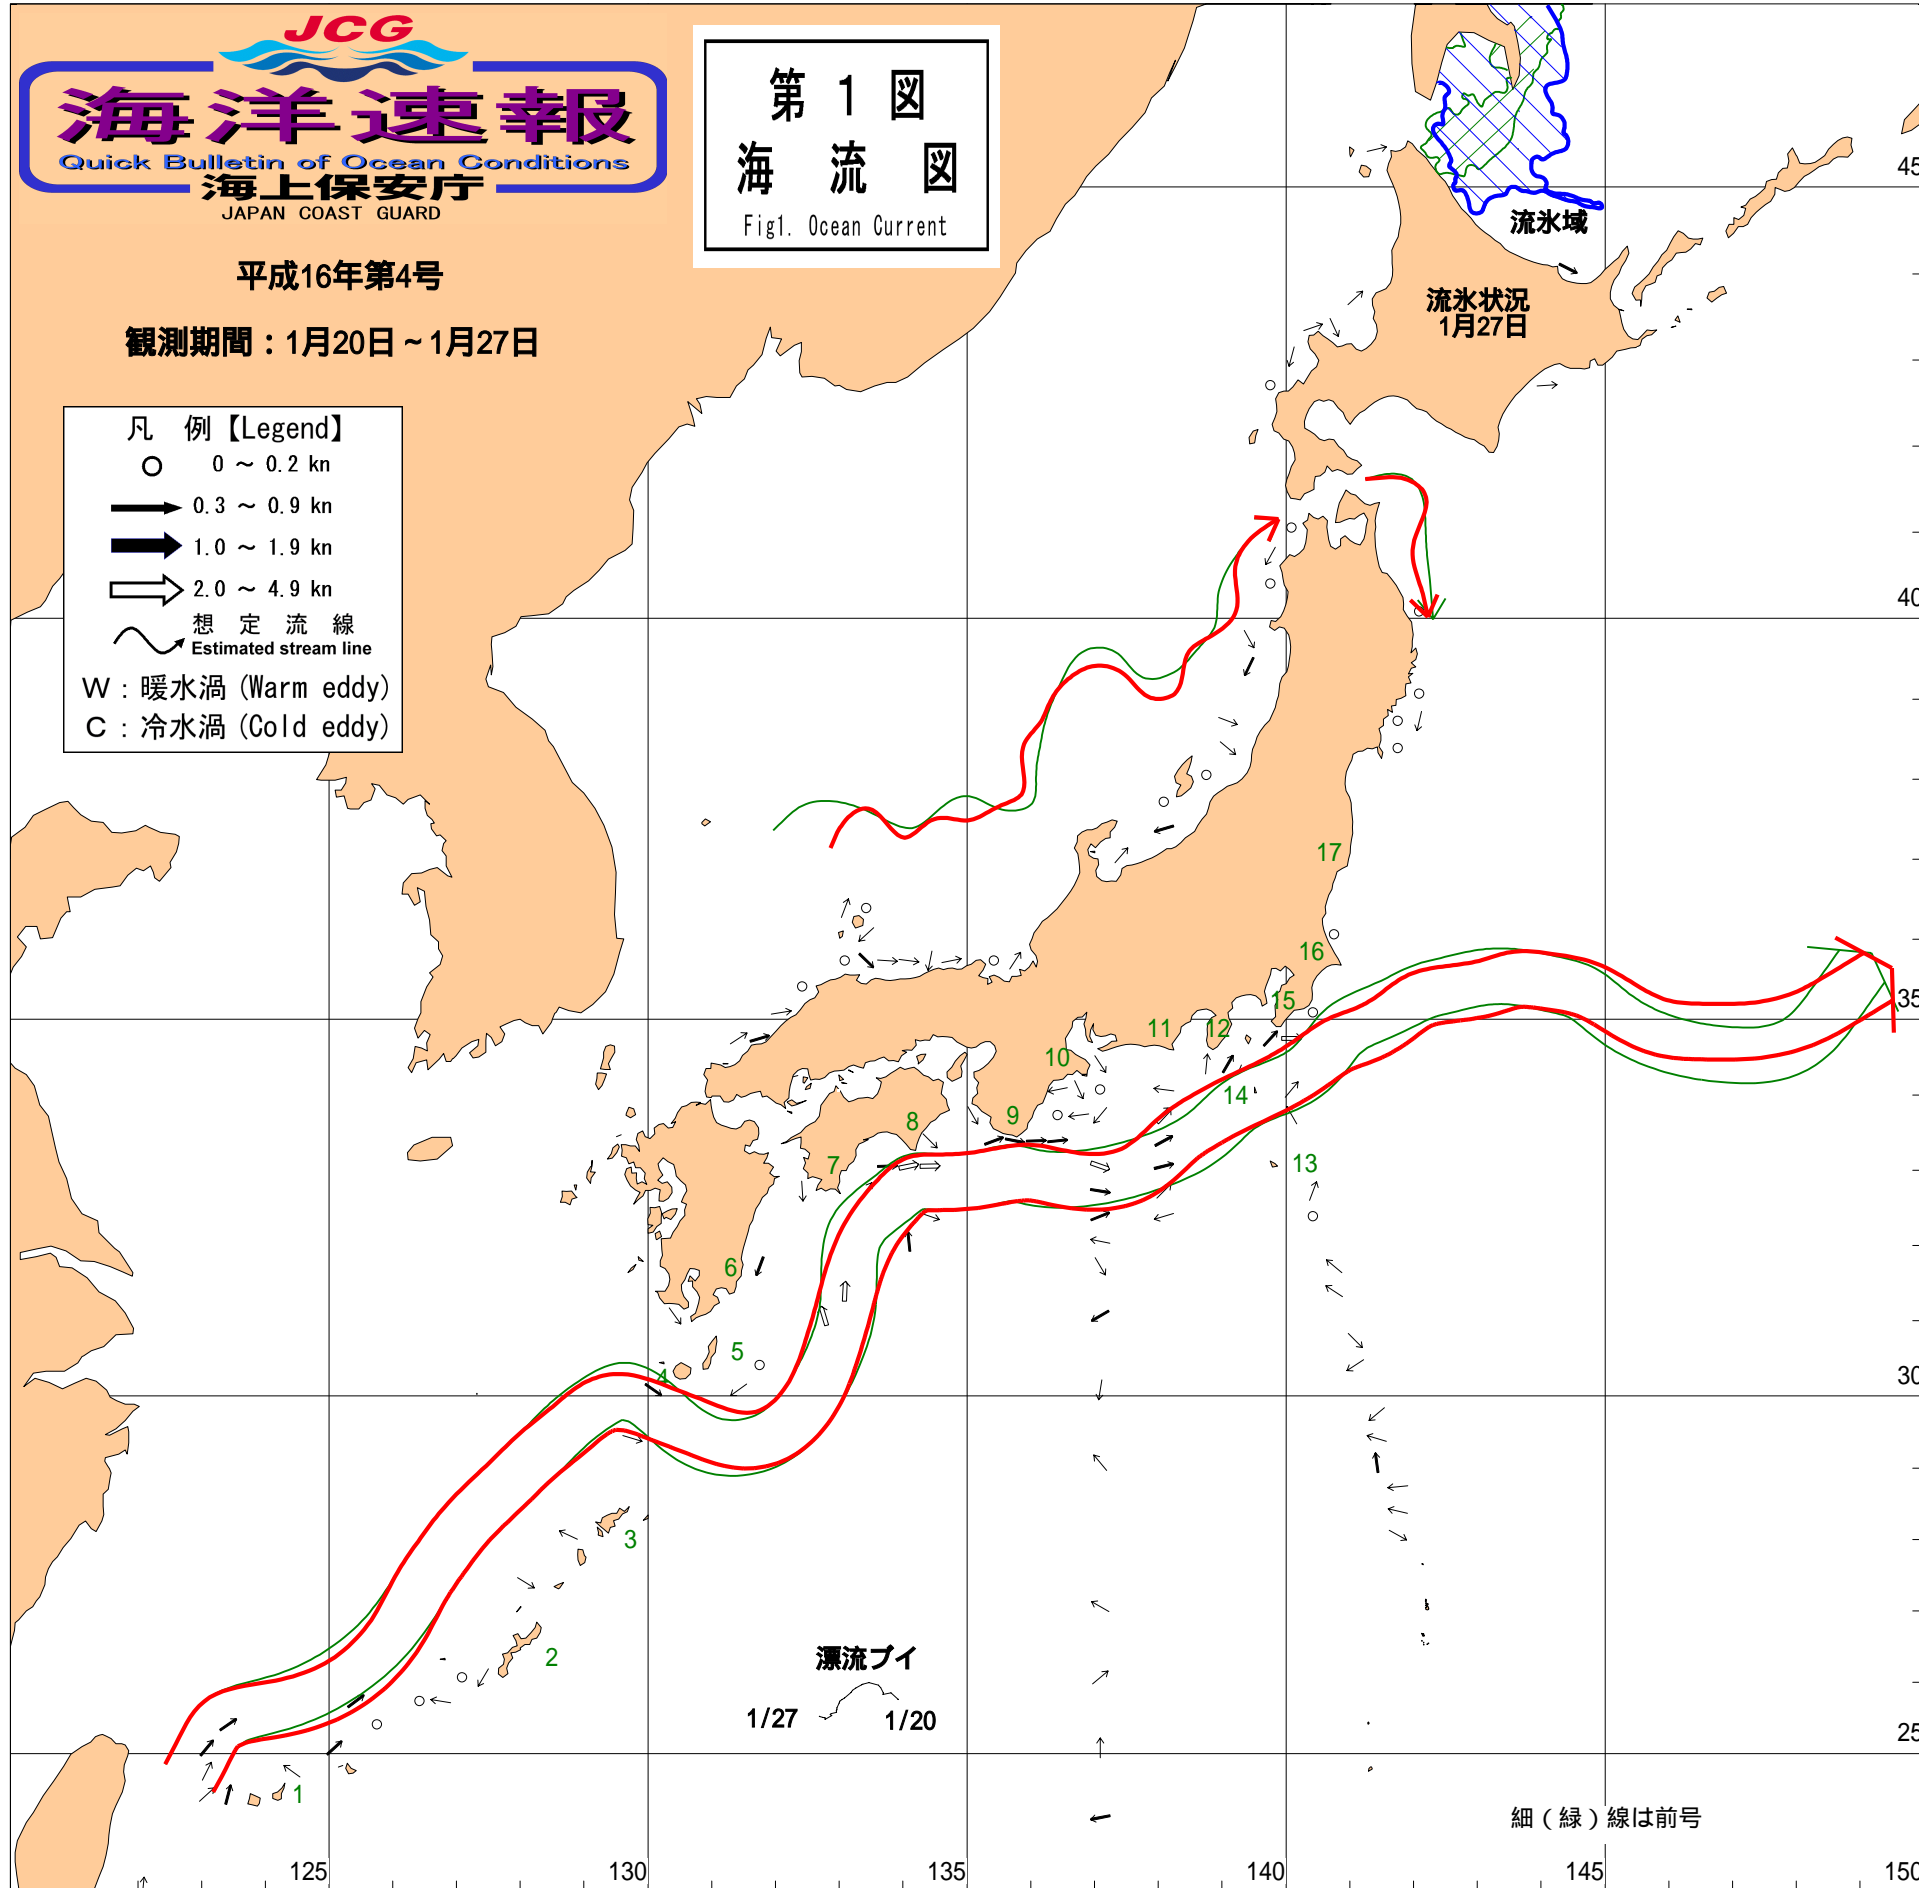 JCG
海洋速報
Quick Bulletin of Ocean Conditions
海上保安庁
JAPAN COAST GUARD
平成16年第4号
観測期間：1月20日～1月27日
第 1 図
海 流 図
Fig1. Ocean Current
凡 例【Legend】
0 ～ 0.2 kn
0.3 ～ 0.9 kn
1.0 ～ 1.9 kn
2.0 ～ 4.9 kn
想 定 流 線
Estimated stream line
W：暖水渦 (Warm eddy)
C：冷水渦 (Cold eddy)
流氷域
流氷状況
1月27日
45
40
35
30
25
17
16
15
14
13
12
11
10
9
8
7
6
5
4
3
2
1
漂流ブイ
1/27
1/20
細（緑）線は前号
125
130
135
140
145
150